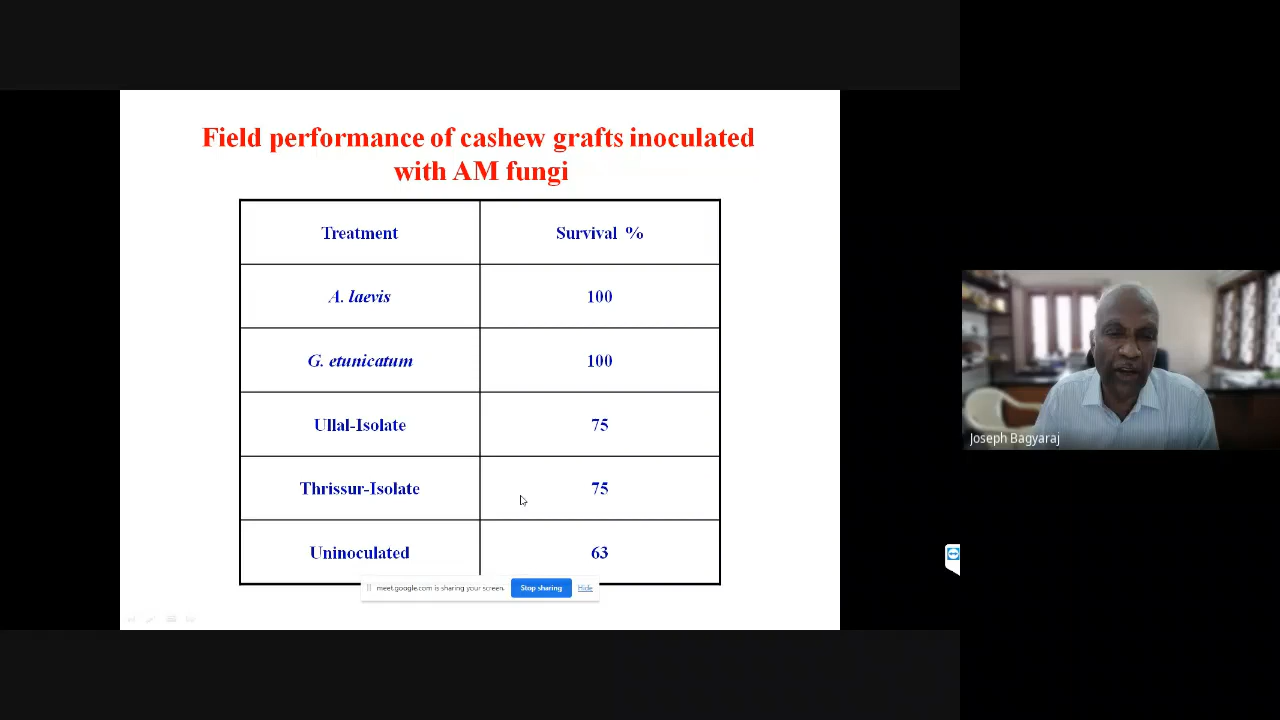 Field performance of cashew grafts inoculated
with AM fungi
Treatment Survival %
A. laevis 100
G. etunicatum 100
Ullal-Isolate 75
Thrissur-Isolate 75
Uninoculated 63
meet.google.com is sharing your screen. Stop sharing Hide
Joseph Bagyaraj